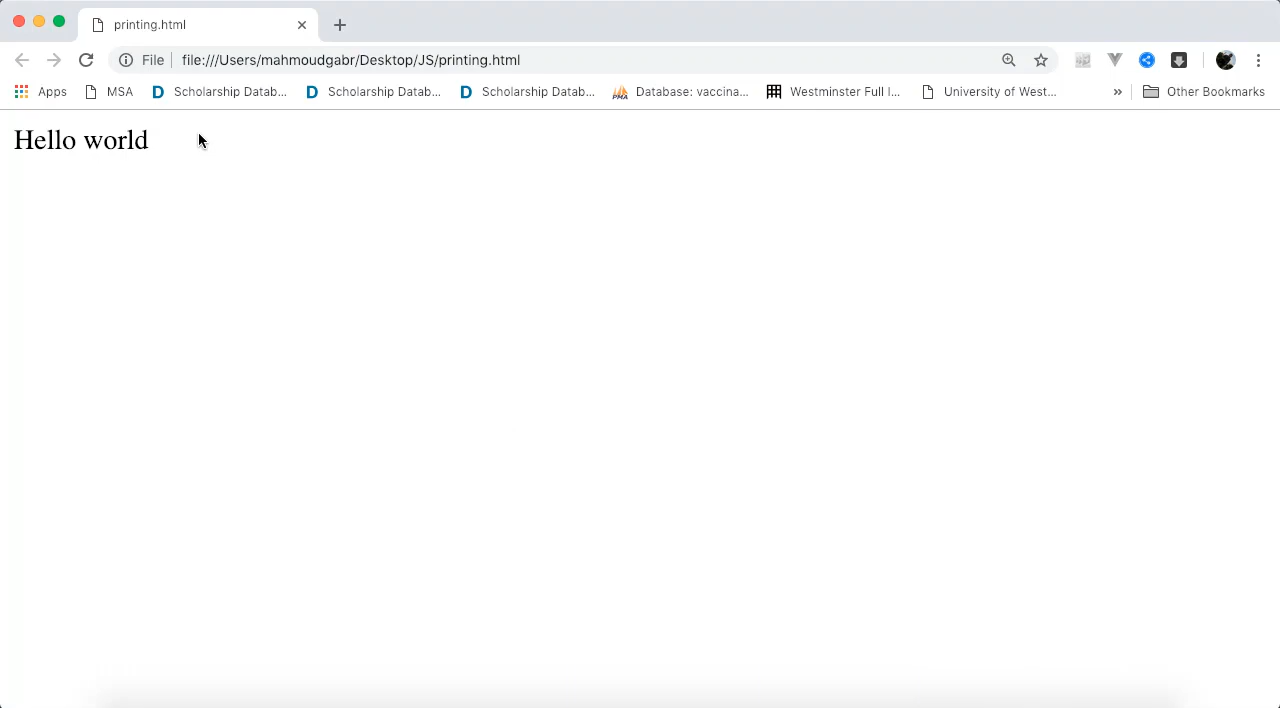 printing.html
File file:///Users/mahmoudgabr/Desktop/JS/printing.html
Apps MSA Scholarship Datab... Scholarship Datab... Scholarship Datab... Database: vaccina... Westminster Full I... University of West... » Other Bookmarks
Hello world